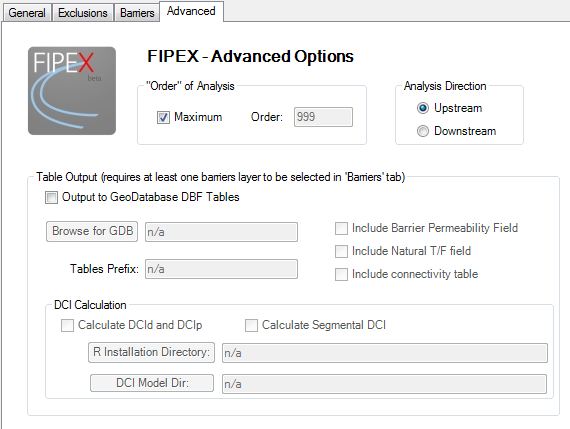 General Exclusions Barriers Advanced
FIPEX
beta
FIPEX - Advanced Options
"Order" of Analysis
Maximum Order: 999
Analysis Direction
Upstream
Downstream
Table Output (requires at least one barriers layer to be selected in 'Barriers' tab)
Output to GeoDatabase DBF Tables
Browse for GDB n/a
Tables Prefix: n/a
Include Barrier Permeability Field
Include Natural T/F field
Include connectivity table
DCI Calculation
Calculate DCId and DCIp Calculate Segmental DCI
R Installation Directory: n/a
DCI Model Dir: n/a